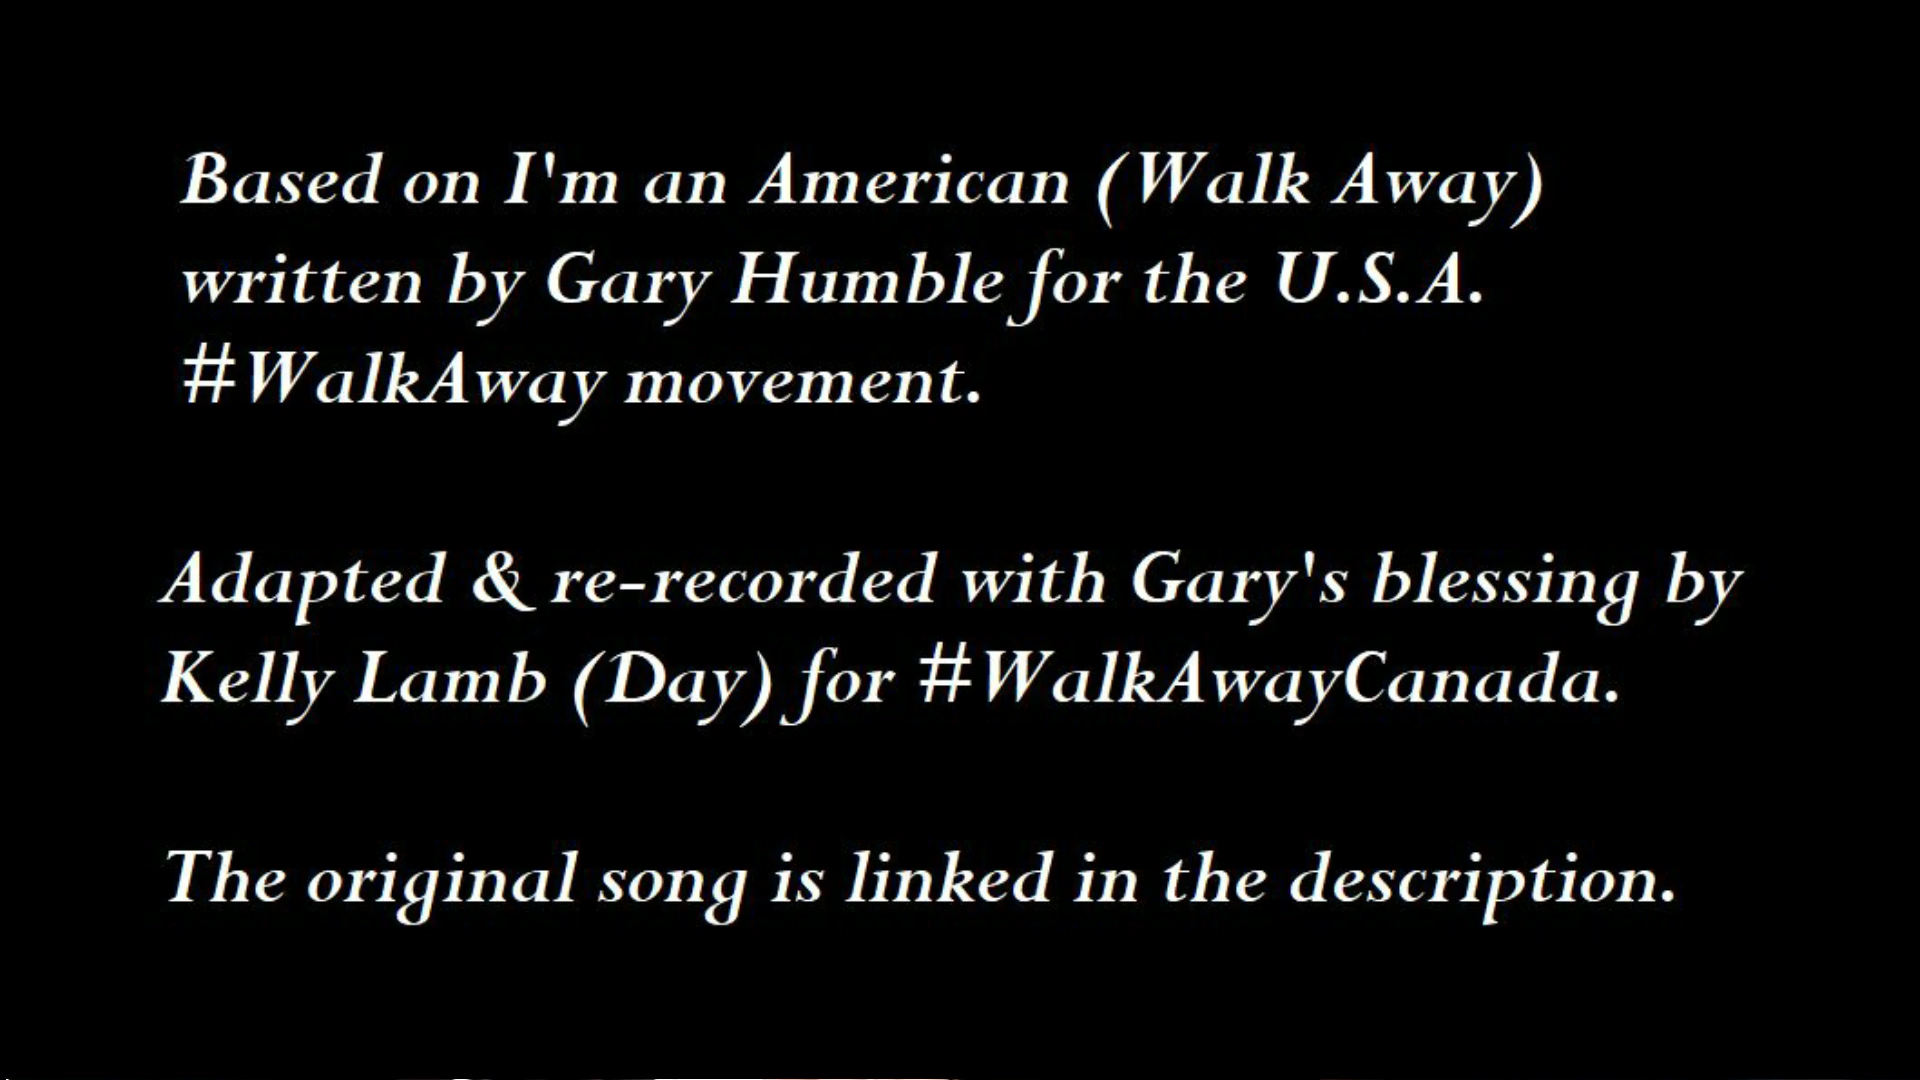 Based on I'm an American (Walk Away)
written by Gary Humble for the U.S.A.
#WalkAway movement.
Adapted & re-recorded with Gary's blessing by
Kelly Lamb (Day) for #WalkAwayCanada.
The original song is linked in the description.